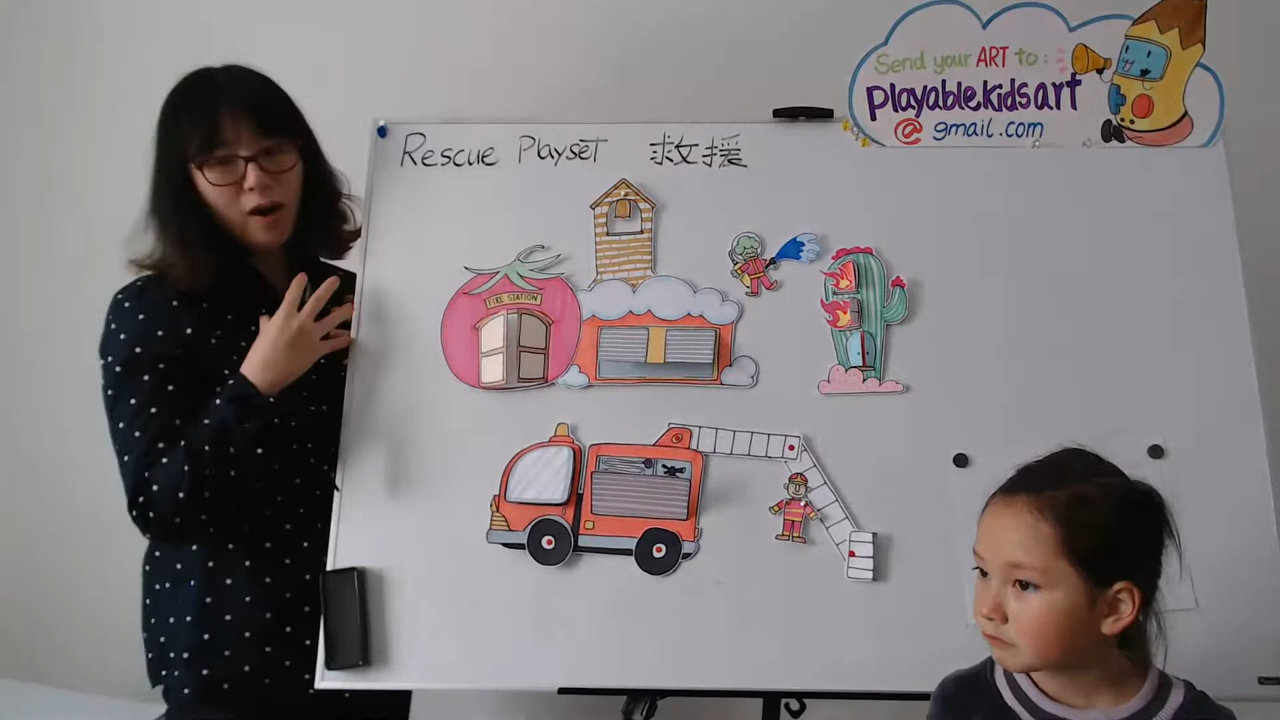 Rescue Playset 救援
Send your ART to:
playablekidsart
@ gmail.com
FIRE STATION